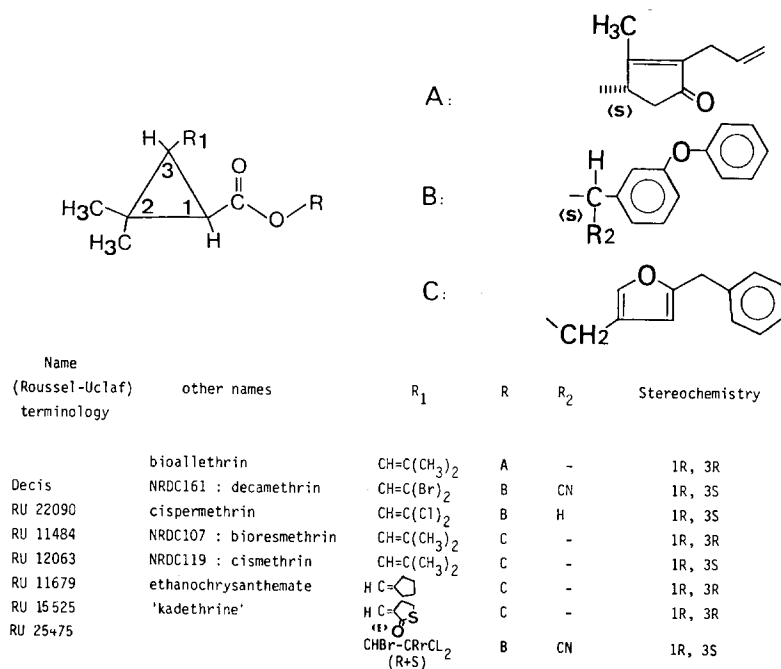 H R1
3
O
H3C
2 1
O R
H3C
H
H3C
A:
(S)
O
H
O
B:
C
(S)
R2
O
C:
CH2
Name
(Roussel-Uclaf)
terminology
other names R1 R R2 Stereochemistry
bioallethrin CH=C(CH3)2 A - 1R, 3R
Decis NRDC161 : decamethrin CH=C(Br)2 B CN 1R, 3S
RU 22090 cispermethrin CH=C(Cl)2 B H 1R, 3S
RU 11484 NRDC107 : bioresmethrin CH=C(CH3)2 C - 1R, 3R
RU 12063 NRDC119 : cismethrin CH=C(CH3)2 C - 1R, 3S
RU 11679 ethanochrysanthemate H C= C - 1R, 3R
RU 15525 'kadethrine' H C= S C - 1R, 3R
(E) O
RU 25475
CHBr-CRrCL2 B CN 1R, 3S
(R+S)